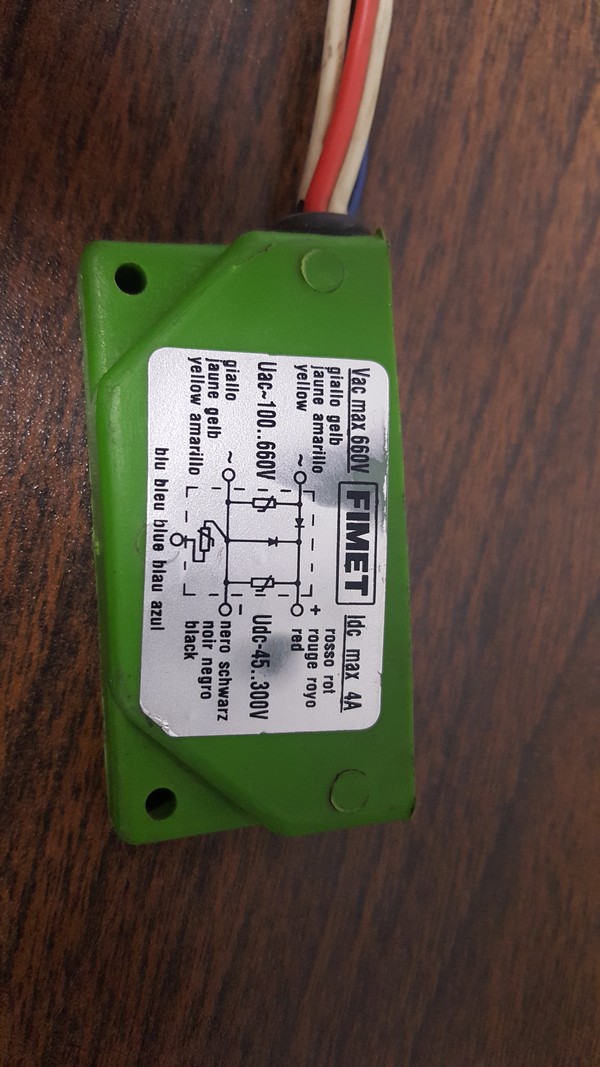 Vac max 660V FIMET Idc max 4A
giallo gelb
jaune amarillo
yellow
~
+
rosso rot
rouge royo
red
Uac~100..660V
Udc-45..300V
giallo
jaune gelb
yellow amarillo
~
-
nero schwarz
noir negro
black
blu bleu blue blau azul